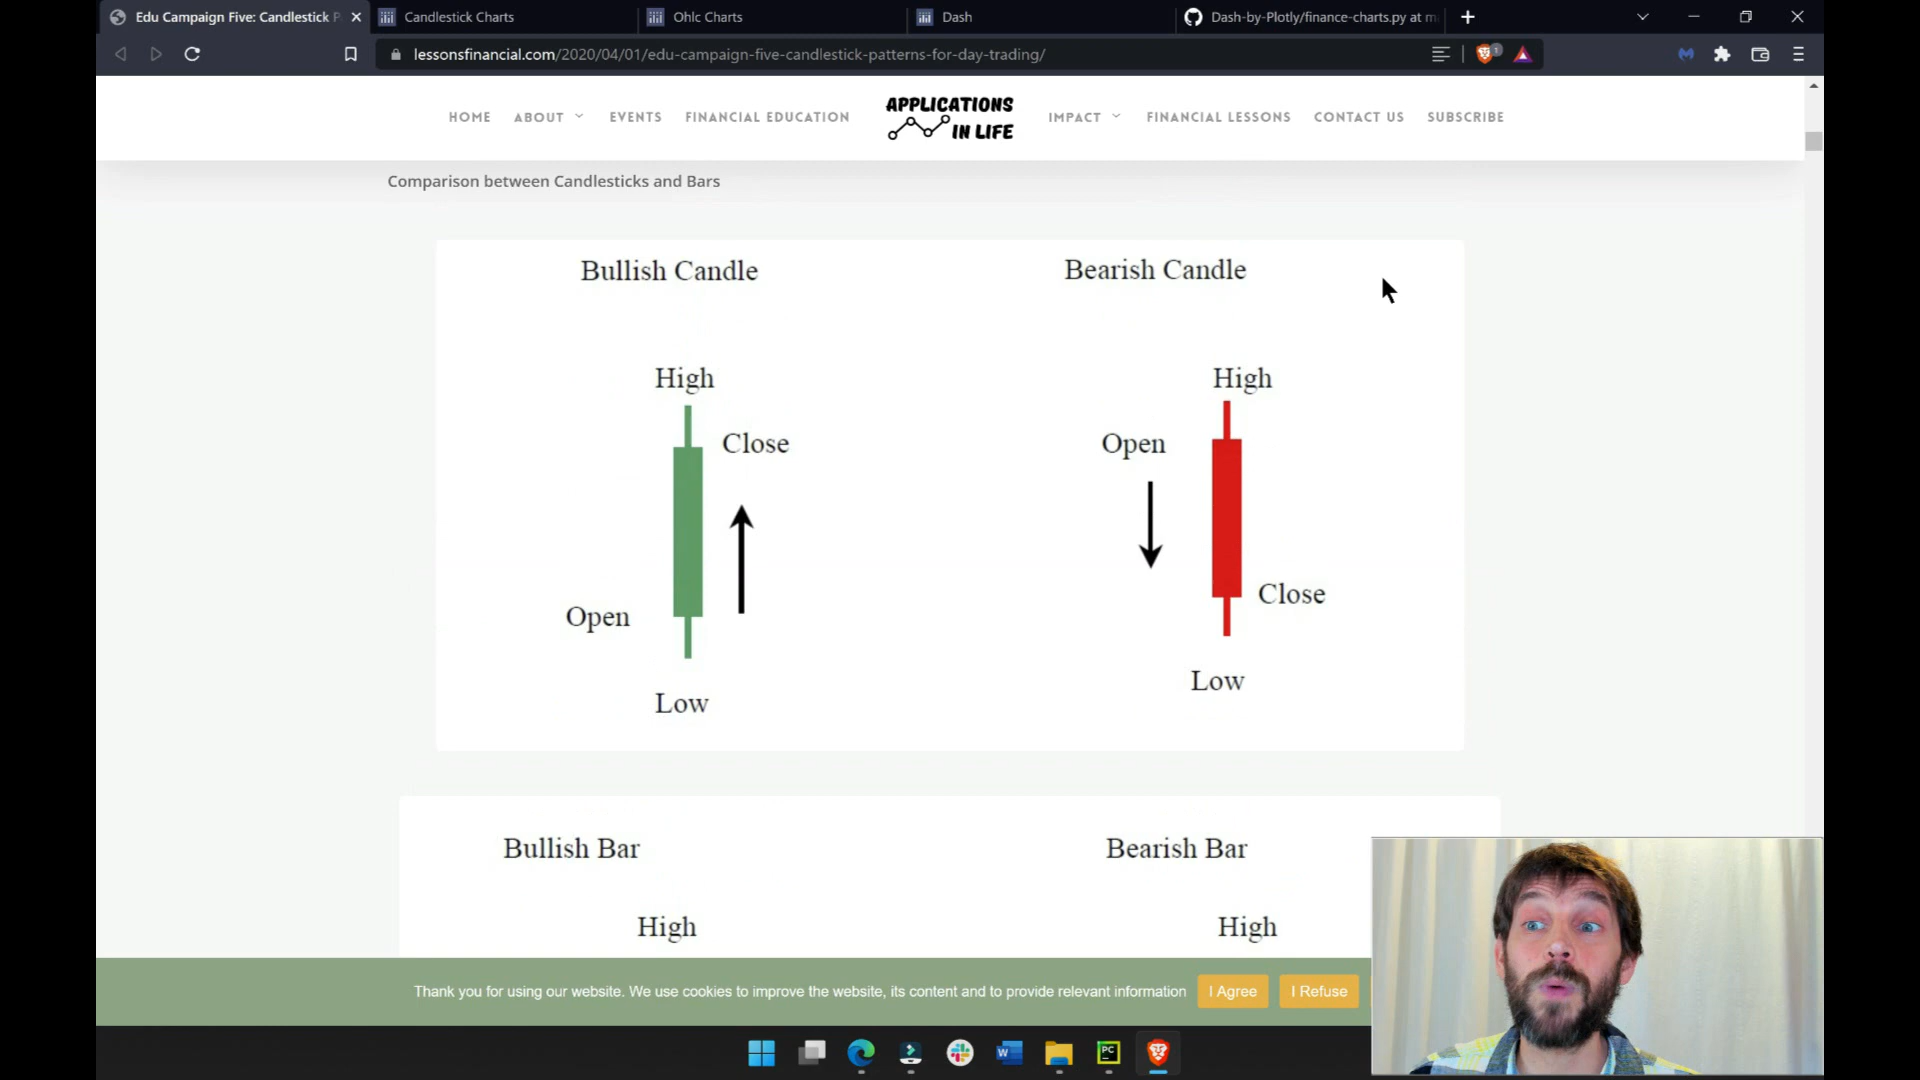 Edu Campaign Five: Candlestick P
Candlestick Charts
Ohlc Charts
Dash
Dash-by-Plotly/finance-charts.py at m
lessonsfinancial.com/2020/04/01/edu-campaign-five-candlestick-patterns-for-day-trading/
1
HOME
ABOUT
EVENTS
FINANCIAL EDUCATION
APPLICATIONS
IN LIFE
IMPACT
FINANCIAL LESSONS
CONTACT US
SUBSCRIBE
Comparison between Candlesticks and Bars
Bullish Candle
Bearish Candle
High
High
Close
Open
Open
Close
Low
Low
Bullish Bar
Bearish Bar
High
High
Thank you for using our website. We use cookies to improve the website, its content and to provide relevant information
I Agree
I Refuse
W
PC